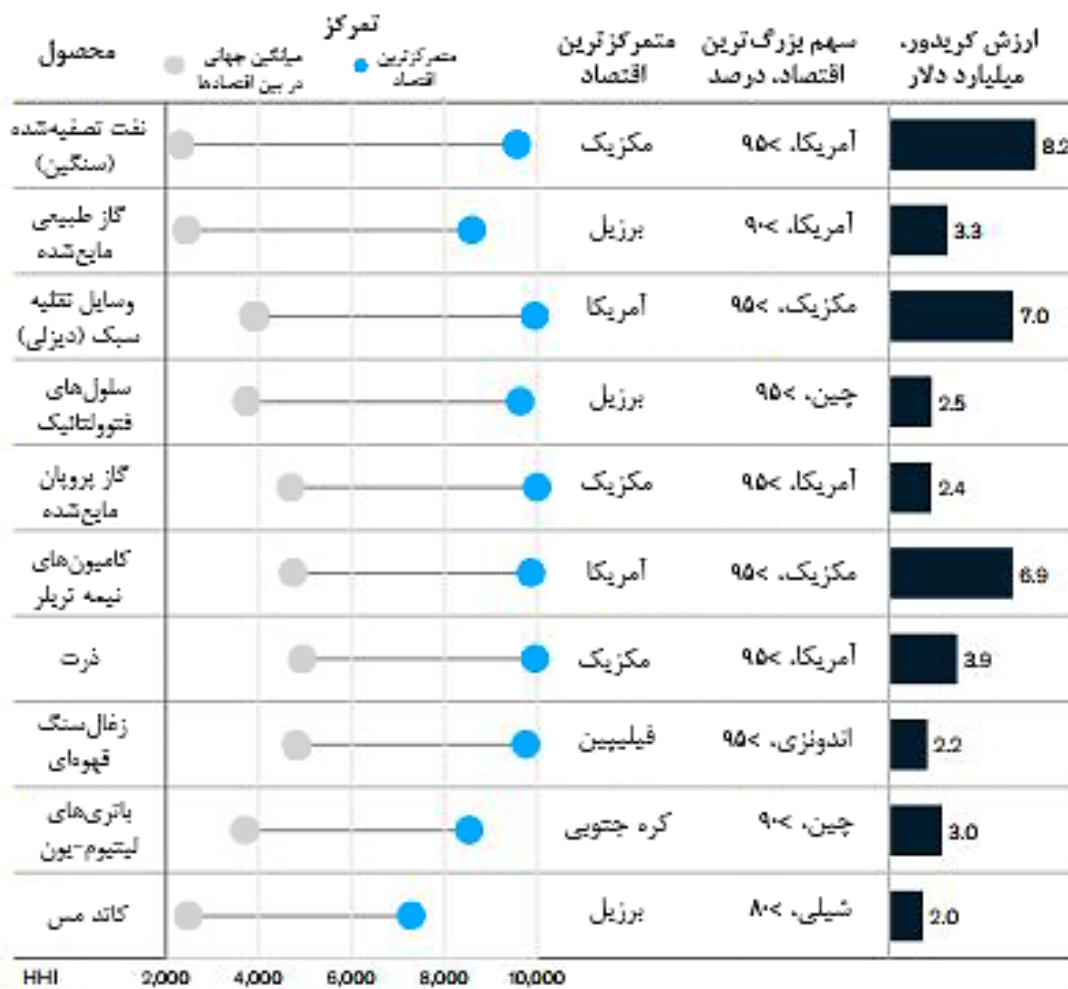 محصول
تمرکز
میانگین جهانی
در بین اقتصادها
متمرکزترین
اقتصاد
متمرکزترین
اقتصاد
سهم بزرگ‌ترین
اقتصاد، درصد
ارزش کریدور،
میلیارد دلار
نفت تصفیه‌شده
(سنگین)
مکزیک
آمریکا، >۹۵
8.2
گاز طبیعی
مایع‌شده
برزیل
آمریکا، >۹۰
3.3
وسایل نقلیه
سبک (دیزلی)
آمریکا
مکزیک، >۹۵
7.0
سلول‌های
فتوولتائیک
برزیل
چین، >۹۵
2.5
گاز پروپان
مایع‌شده
مکزیک
آمریکا، >۹۵
2.4
کامیون‌های
نیمه تریلر
آمریکا
مکزیک، >۹۵
6.9
ذرت
مکزیک
آمریکا، >۹۵
3.9
زغال‌سنگ
قهوه‌ای
فیلیپین
اندونزی، >۹۵
2.2
باتری‌های
لیتیوم-یون
کره جنوبی
چین، >۹۰
3.0
کاتد مس
برزیل
شیلی، >۸۰
2.0
HHI 2,000 4,000 6,000 8,000 10,000